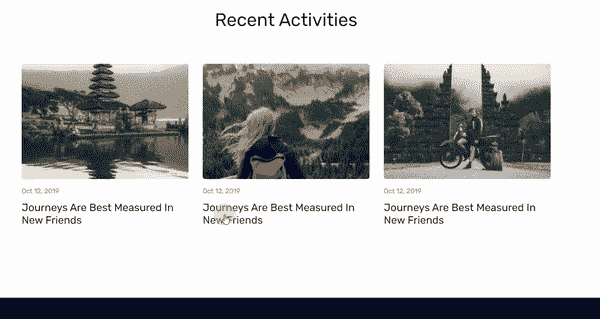 Recent Activities
Oct 12, 2019
Journeys Are Best Measured In
New Friends
Oct 12, 2019
Journeys Are Best Measured In
New Friends
Oct 12, 2019
Journeys Are Best Measured In
New Friends